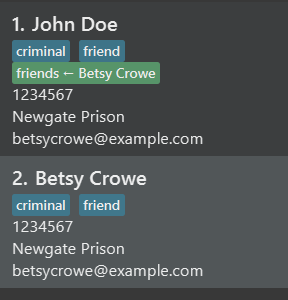 1. John Doe
criminal friend
friends ← Betsy Crowe
1234567
Newgate Prison
betsycrowe@example.com
2. Betsy Crowe
criminal friend
1234567
Newgate Prison
betsycrowe@example.com